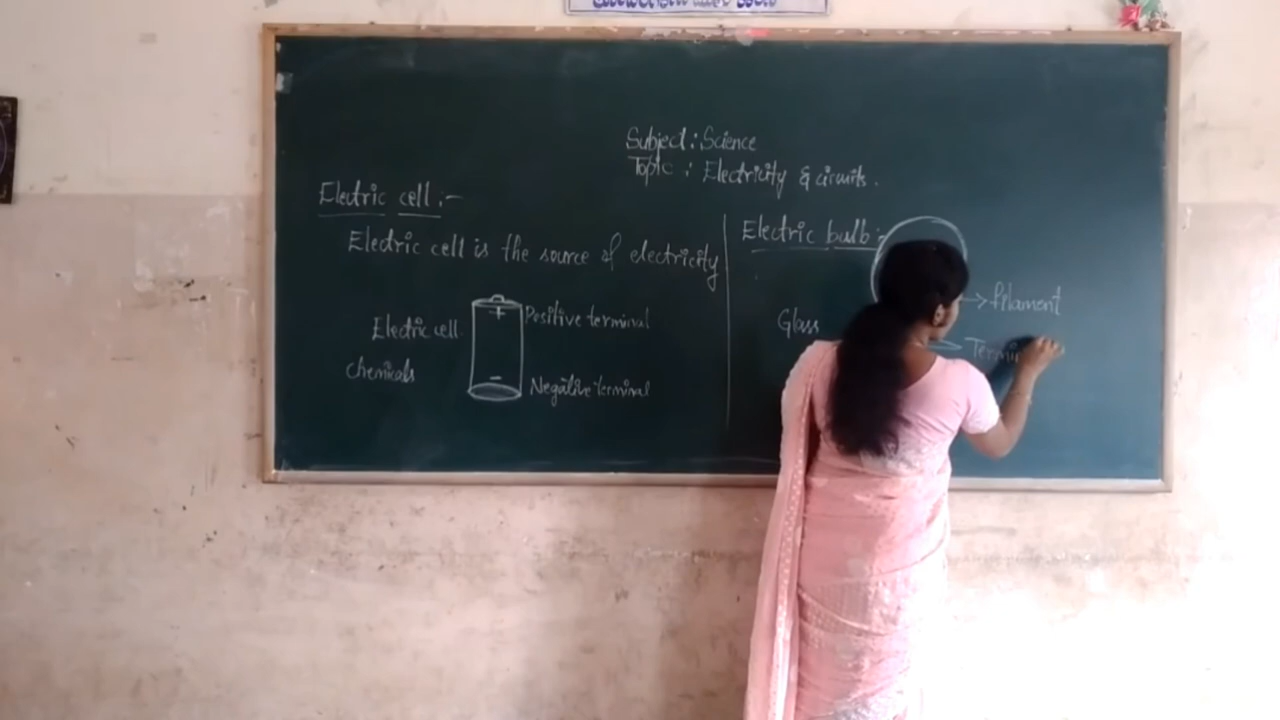 Subject : Science
Topic : Electricity & circuits.
Electric cell :-
Electric cell is the source of electricity
Electric cell
chemicals
+
Positive terminal
-
Negative terminal
Electric bulb :-
Filament
Glass